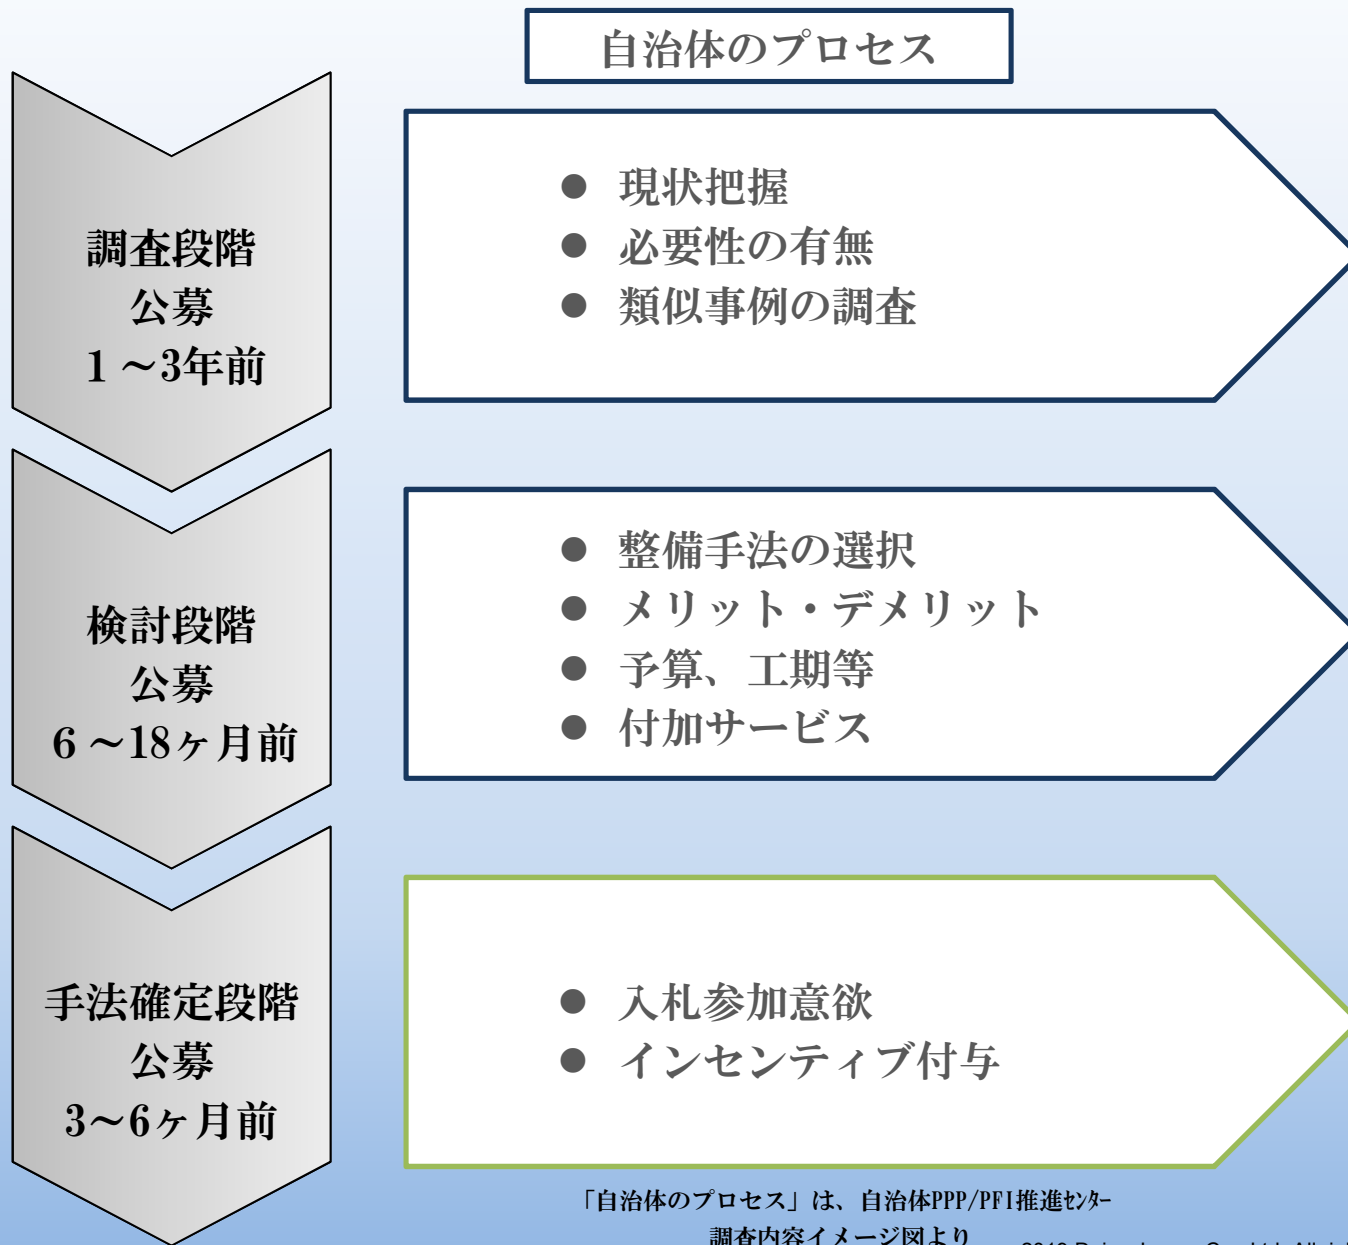 自治体のプロセス
調査段階
公募
1～3年前
● 現状把握
● 必要性の有無
● 類似事例の調査
検討段階
公募
6～18ヶ月前
● 整備手法の選択
● メリット・デメリット
● 予算、工期等
● 付加サービス
手法確定段階
公募
3～6ヶ月前
● 入札参加意欲
● インセンティブ付与
「自治体のプロセス」は、自治体PPP/PFI推進ｾﾝﾀｰ
調査内容イメージ図より